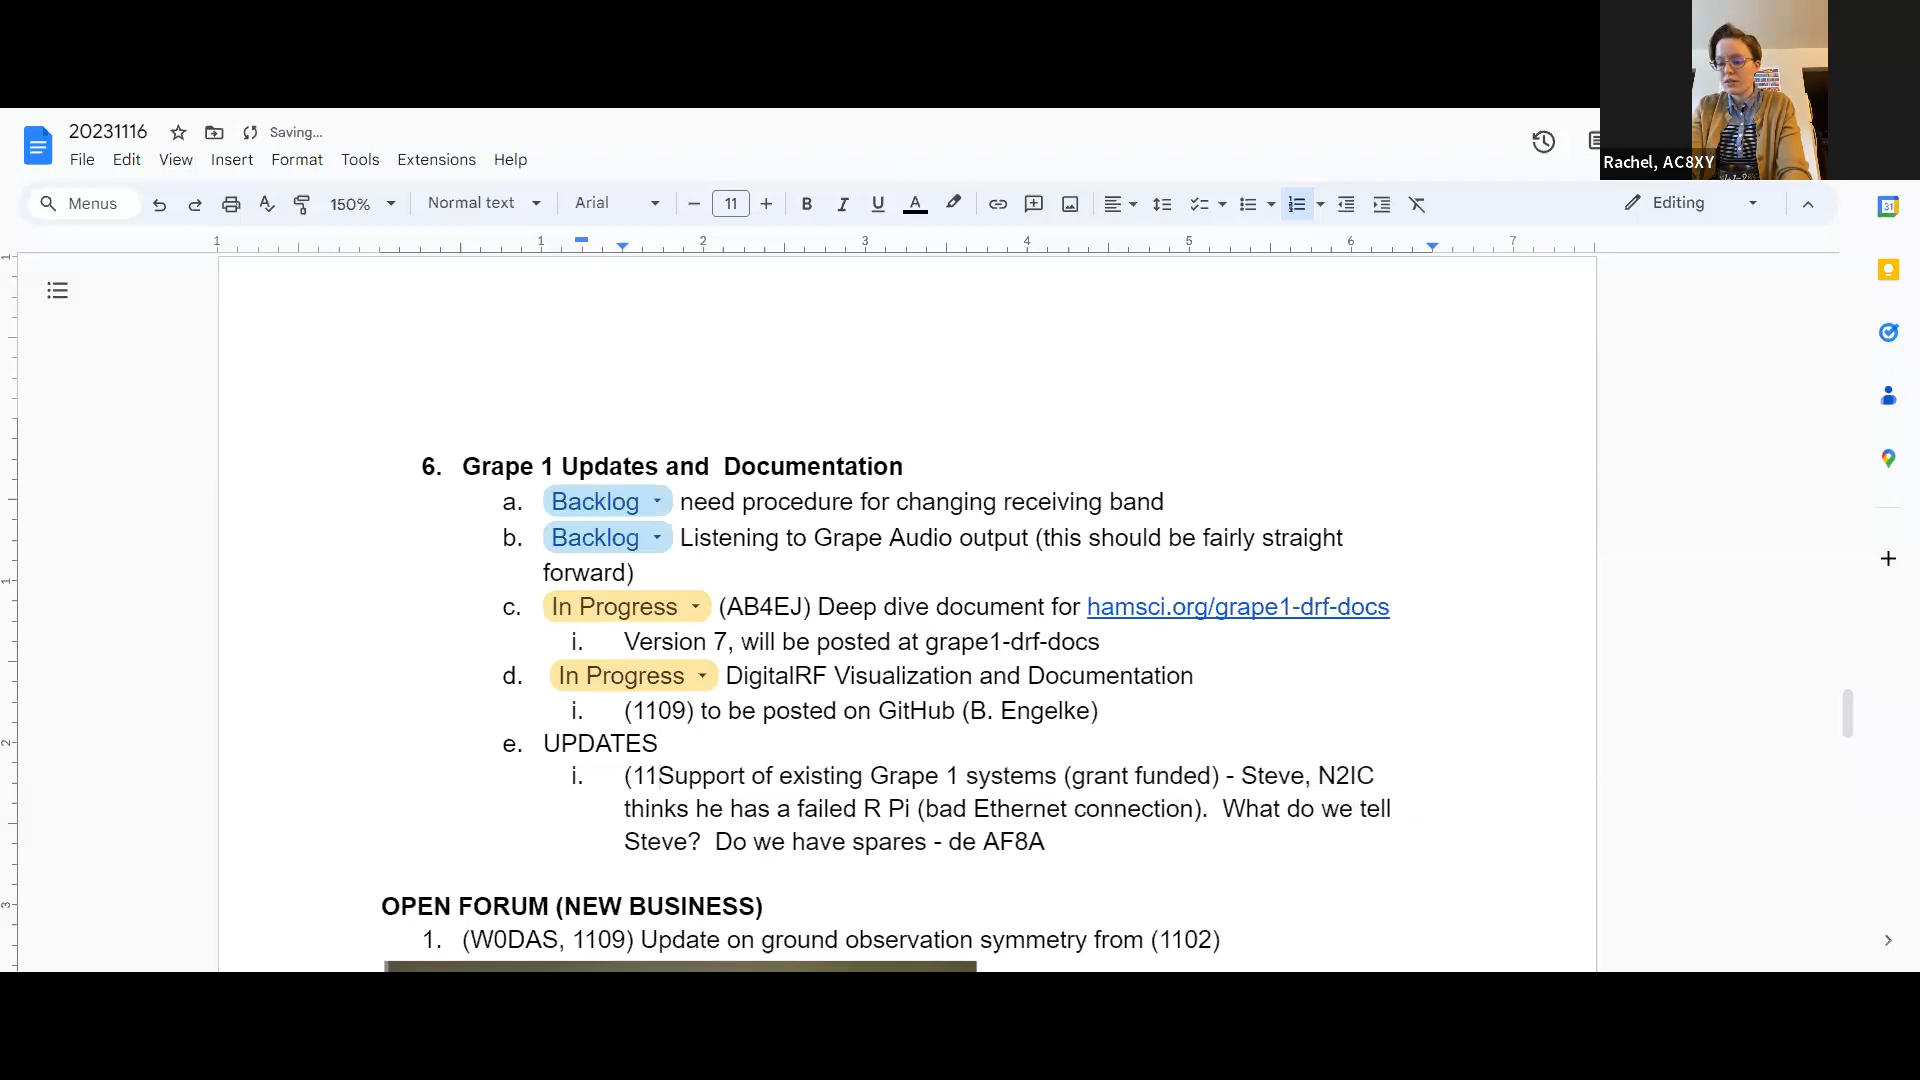 20231116 Saving...
File Edit View Insert Format Tools Extensions Help
Rachel, AC8XY
Menus 150% Normal text Arial 11 B I U A Editing
1 1 2 3 4 5 6 7
31
6. Grape 1 Updates and Documentation
a. Backlog need procedure for changing receiving band
b. Backlog Listening to Grape Audio output (this should be fairly straight
forward)
c. In Progress (AB4EJ) Deep dive document for hamsci.org/grape1-drf-docs
i. Version 7, will be posted at grape1-drf-docs
d. In Progress DigitalRF Visualization and Documentation
i. (1109) to be posted on GitHub (B. Engelke)
e. UPDATES
i. (11Support of existing Grape 1 systems (grant funded) - Steve, N2IC
thinks he has a failed R Pi (bad Ethernet connection). What do we tell
Steve? Do we have spares - de AF8A
OPEN FORUM (NEW BUSINESS)
1. (W0DAS, 1109) Update on ground observation symmetry from (1102)